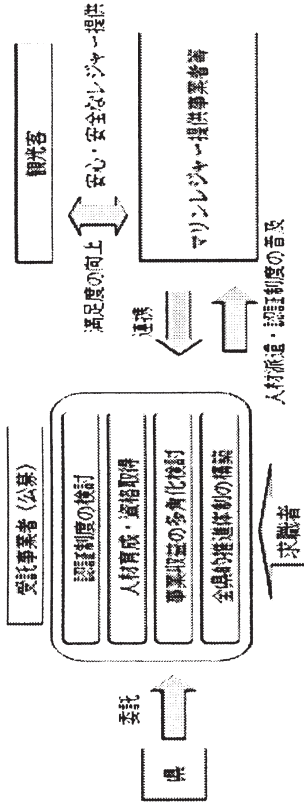 県
委託
受託事業者（公募）
認証制度の検討
人材育成・資格取得
事業収益の多角化検討
全県的推進体制の構築
求職者
連携
人材派遣・認証制度の普及
観光客
満足度の向上
安心・安全なレジャー提供
マリンレジャー提供事業者等